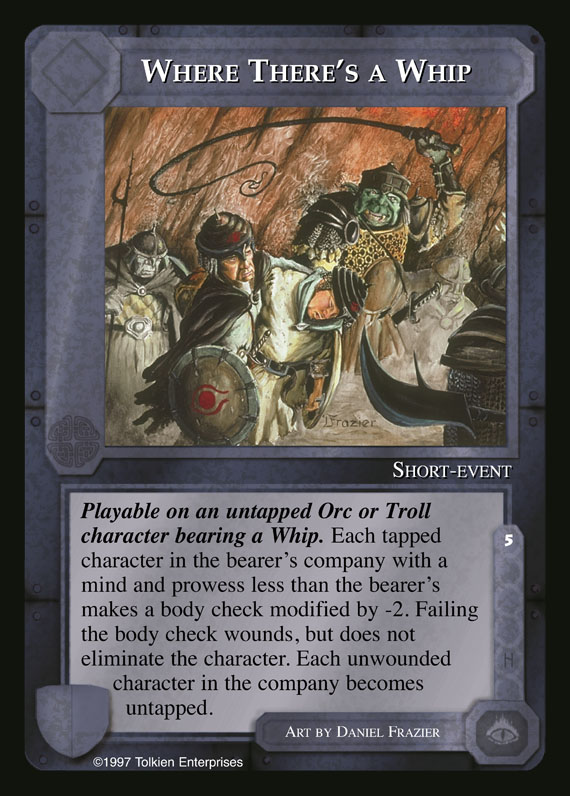 Where There's a Whip
DFrazier
Short-event
Playable on an untapped Orc or Troll
character bearing a Whip. Each tapped
character in the bearer's company with a
mind and prowess less than the bearer's
makes a body check modified by -2. Failing
the body check wounds, but does not
eliminate the character. Each unwounded
character in the company becomes
untapped.
5
H
Art by Daniel Frazier
©1997 Tolkien Enterprises